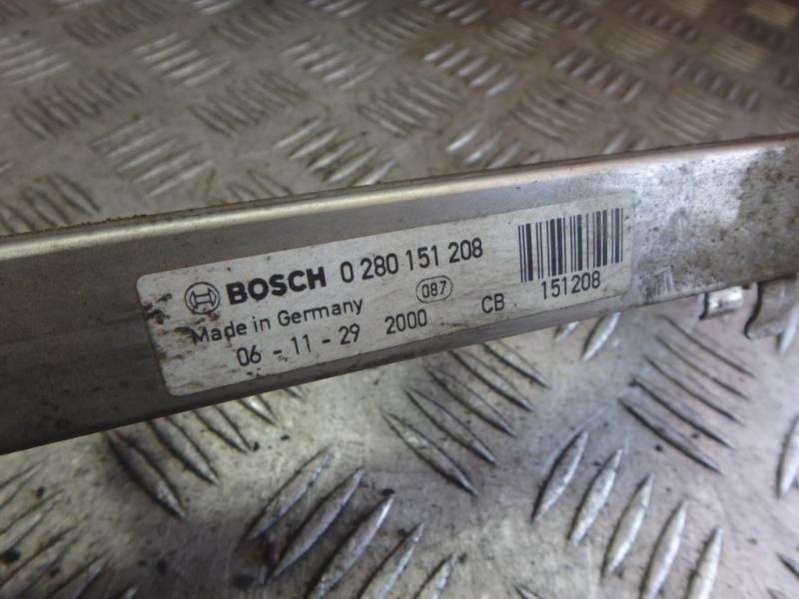 BOSCH 0 280 151 208
Made in Germany 087
06 - 11 - 29 2000 CB 151208